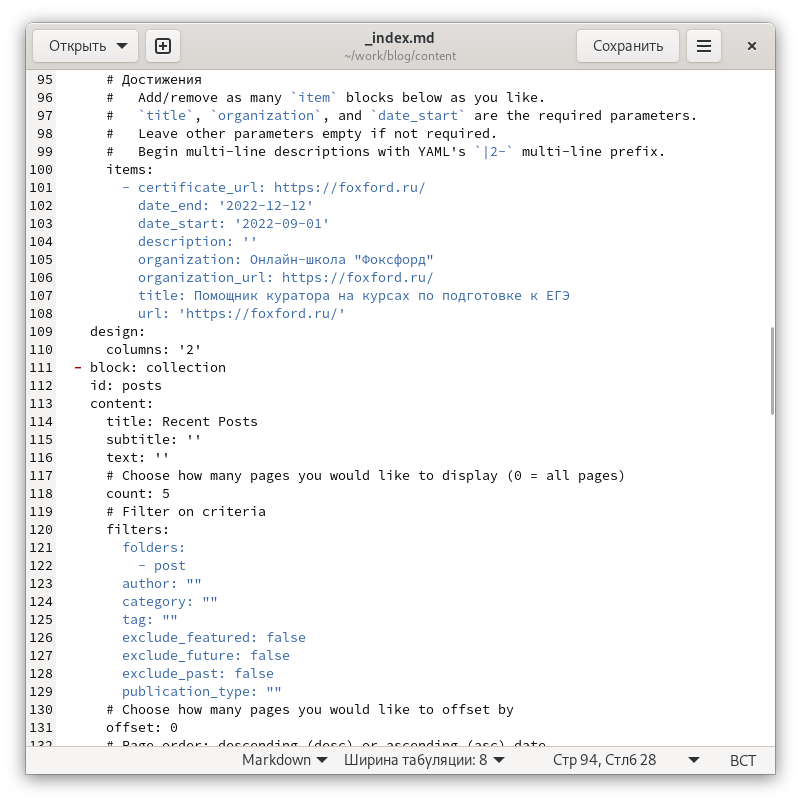 Открыть
_index.md
~/work/blog/content
Сохранить
95 # Достижения
96 #   Add/remove as many `item` blocks below as you like.
97 #   `title`, `organization`, and `date_start` are the required parameters.
98 #   Leave other parameters empty if not required.
99 #   Begin multi-line descriptions with YAML's `|2-` multi-line prefix.
100 items:
101 - certificate_url: https://foxford.ru/
102 date_end: '2022-12-12'
103 date_start: '2022-09-01'
104 description: ''
105 organization: Онлайн-школа "Фоксфорд"
106 organization_url: https://foxford.ru/
107 title: Помощник куратора на курсах по подготовке к ЕГЭ
108 url: 'https://foxford.ru/'
109 design:
110 columns: '2'
111 - block: collection
112 id: posts
113 content:
114 title: Recent Posts
115 subtitle: ''
116 text: ''
117 # Choose how many pages you would like to display (0 = all pages)
118 count: 5
119 # Filter on criteria
120 filters:
121 folders:
122 - post
123 author: ""
124 category: ""
125 tag: ""
126 exclude_featured: false
127 exclude_future: false
128 exclude_past: false
129 publication_type: ""
130 # Choose how many pages you would like to offset by
131 offset: 0
132 # Page order: descending (desc) or ascending (asc) date.
Markdown Ширина табуляции: 8 Стр 94, Стлб 28 ВСТ